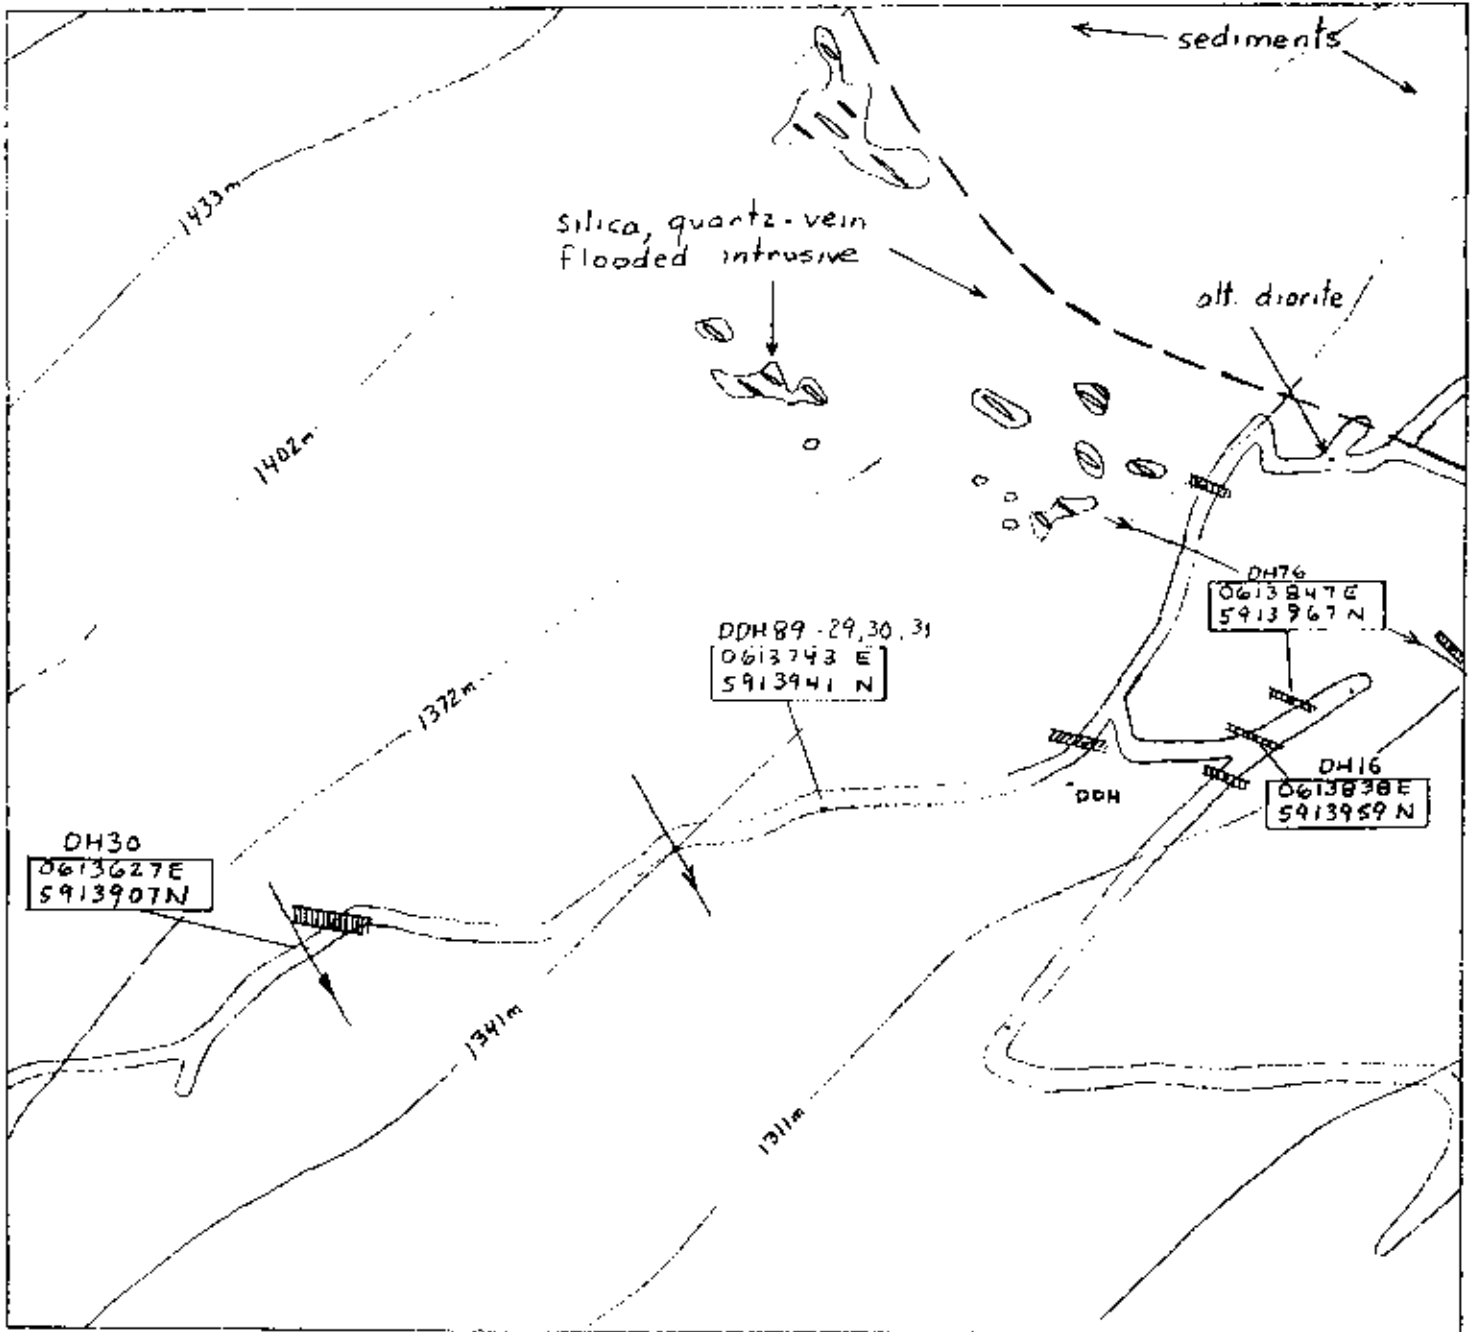 sediments
1433m
silica, quartz-vein
flooded intrusive
alt. diorite
1402m
DH76
0613847E
5913967N
DDH89-29,30,31
0613743 E
5913941 N
1372m
DH16
0613838E
5913959N
DDH
DH30
0613627E
5913907N
1341m
1311m